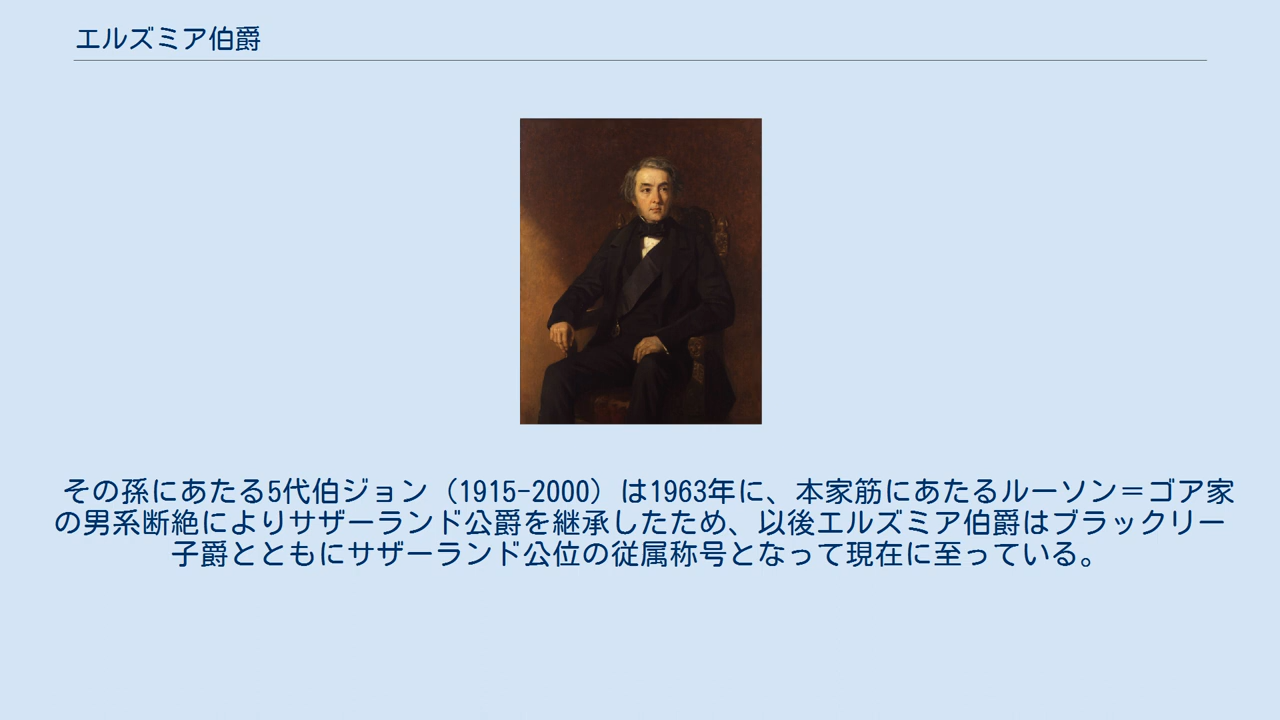 エルズミア伯爵
その孫にあたる5代伯ジョン（1915-2000）は1963年に、本家筋にあたるルーソン＝ゴア家
の男系断絶によりサザーランド公爵を継承したため、以後エルズミア伯爵はブラックリー
子爵とともにサザーランド公位の従属称号となって現在に至っている。